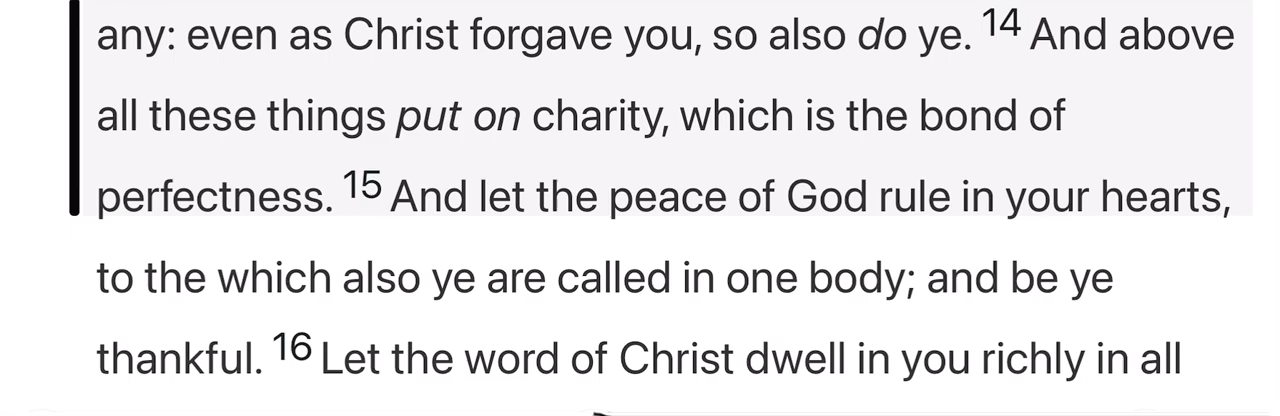 any: even as Christ forgave you, so also do ye. 14 And above
all these things put on charity, which is the bond of
perfectness. 15 And let the peace of God rule in your hearts,
to the which also ye are called in one body; and be ye
thankful. 16 Let the word of Christ dwell in you richly in all